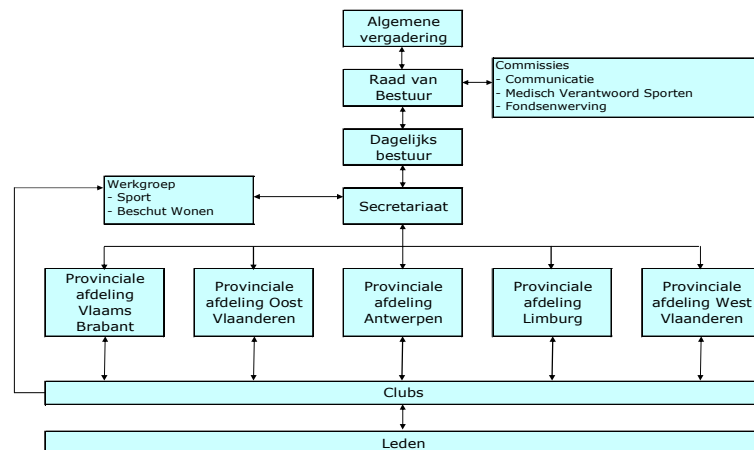 Algemene
vergadering
Raad van
Bestuur
Commissies
- Communicatie
- Medisch Verantwoord Sporten
- Fondsenwerving
Dagelijks
bestuur
Werkgroep
- Sport
- Beschut Wonen
Secretariaat
Provinciale
afdeling
Vlaams
Brabant
Provinciale
afdeling Oost
Vlaanderen
Provinciale
afdeling
Antwerpen
Provinciale
afdeling
Limburg
Provinciale
afdeling West
Vlaanderen
Clubs
Leden